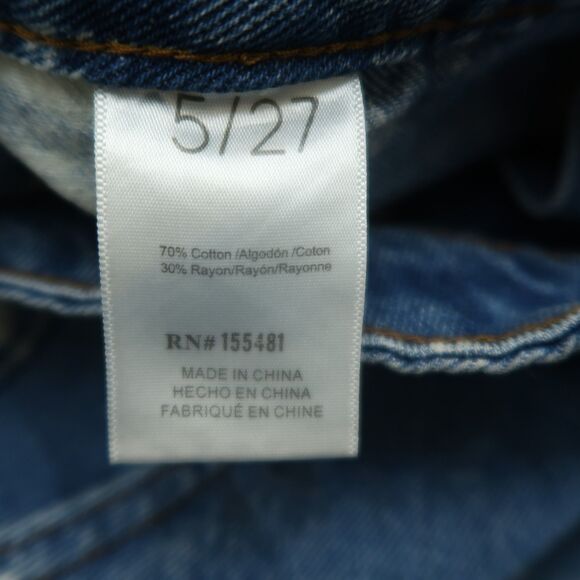 5/27
70% Cotton /Algodón /Coton
30% Rayon/Rayón/Rayonne
RN# 155481
MADE IN CHINA
HECHO EN CHINA
FABRIQUÉ EN CHINE